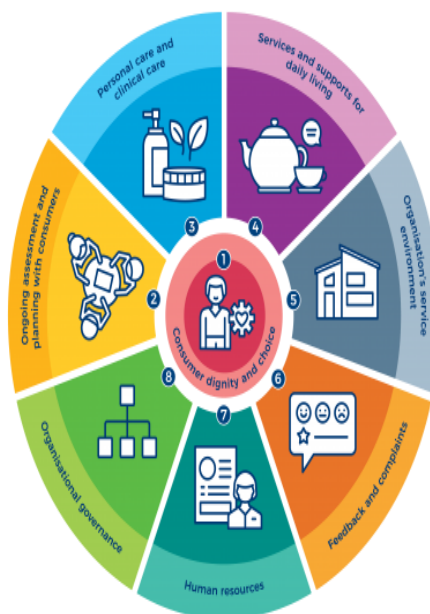 1
Consumer dignity and choice
2
Ongoing assessment and
planning with consumers
3
Personal care and
clinical care
4
Services and supports for
daily living
5
Organisation's service
environment
6
Feedback and complaints
7
Human resources
8
Organisational governance